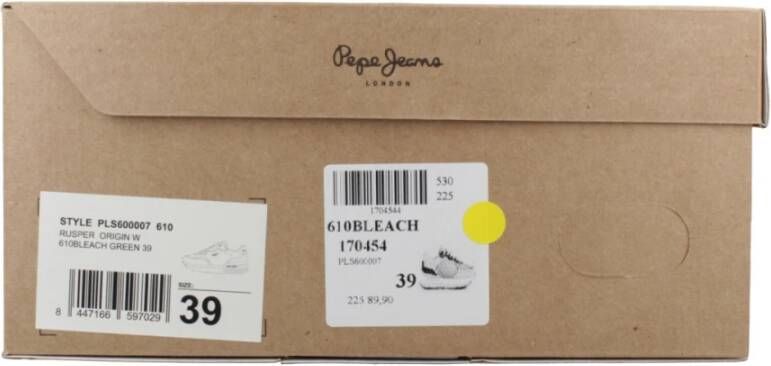 Pepe Jeans
LONDON
STYLE PLS600007 610
RUSPER ORIGIN W
610BLEACH GREEN 39
SIZE:
39
8 447166 597029
530
225
1704544
610BLEACH
170454
PLS600007
39
225 89,90